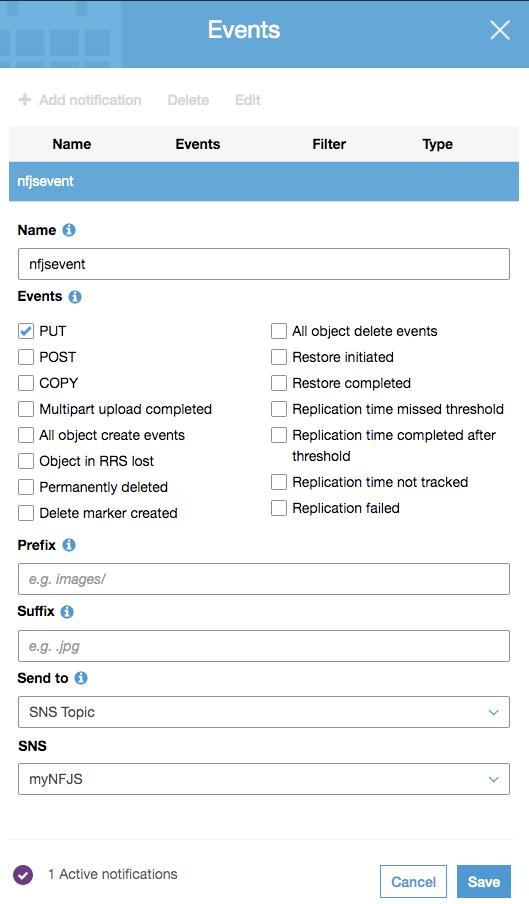 Events
Add notification Delete Edit
Name Events Filter Type
nfjsevent
Name
nfjsevent
Events
PUT
POST
COPY
Multipart upload completed
All object create events
Object in RRS lost
Permanently deleted
Delete marker created
All object delete events
Restore initiated
Restore completed
Replication time missed threshold
Replication time completed after
threshold
Replication time not tracked
Replication failed
Prefix
e.g. images/
Suffix
e.g. .jpg
Send to
SNS Topic
SNS
myNFJS
1 Active notifications
Cancel Save